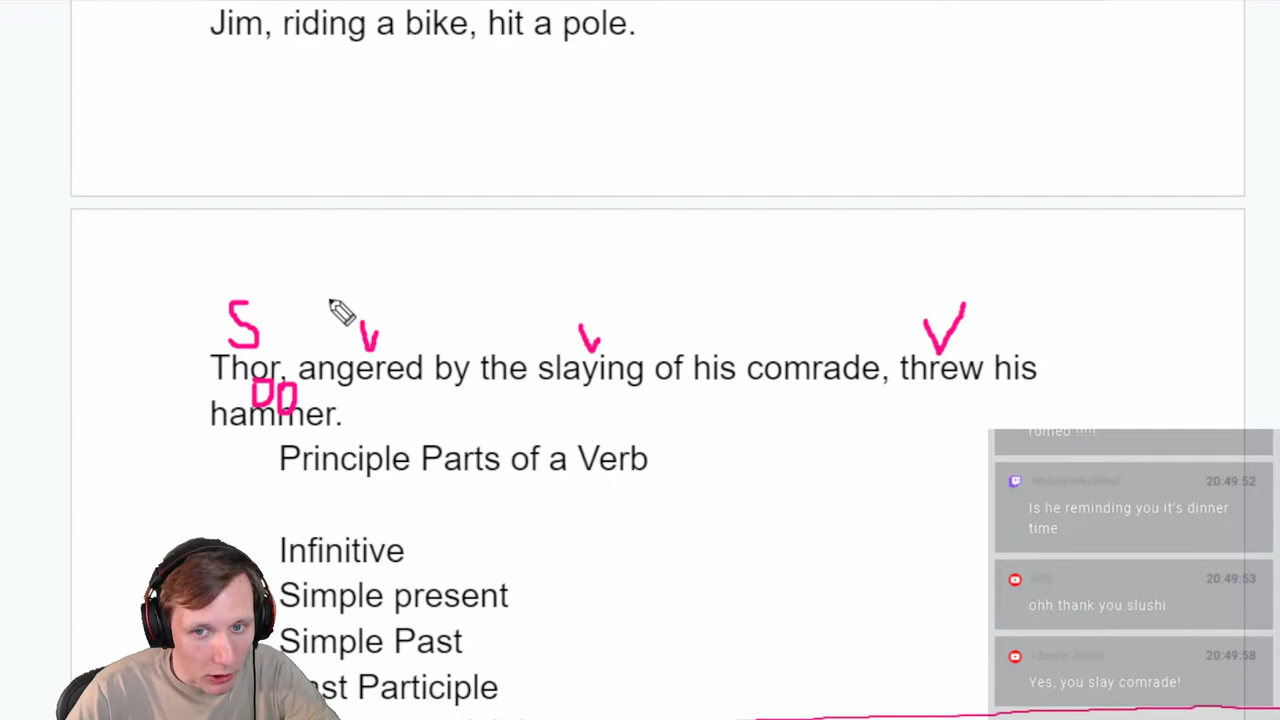 Jim, riding a bike, hit a pole.
S
v
v
V
Thor, angered by the slaying of his comrade, threw his
DO
hammer.
Principle Parts of a Verb
Infinitive
Simple present
Simple Past
Past Participle
romeo !!!!!
20:49:52
Is he reminding you it's dinner
time
20:49:53
ohh thank you slushi
20:49:58
Yes, you slay comrade!